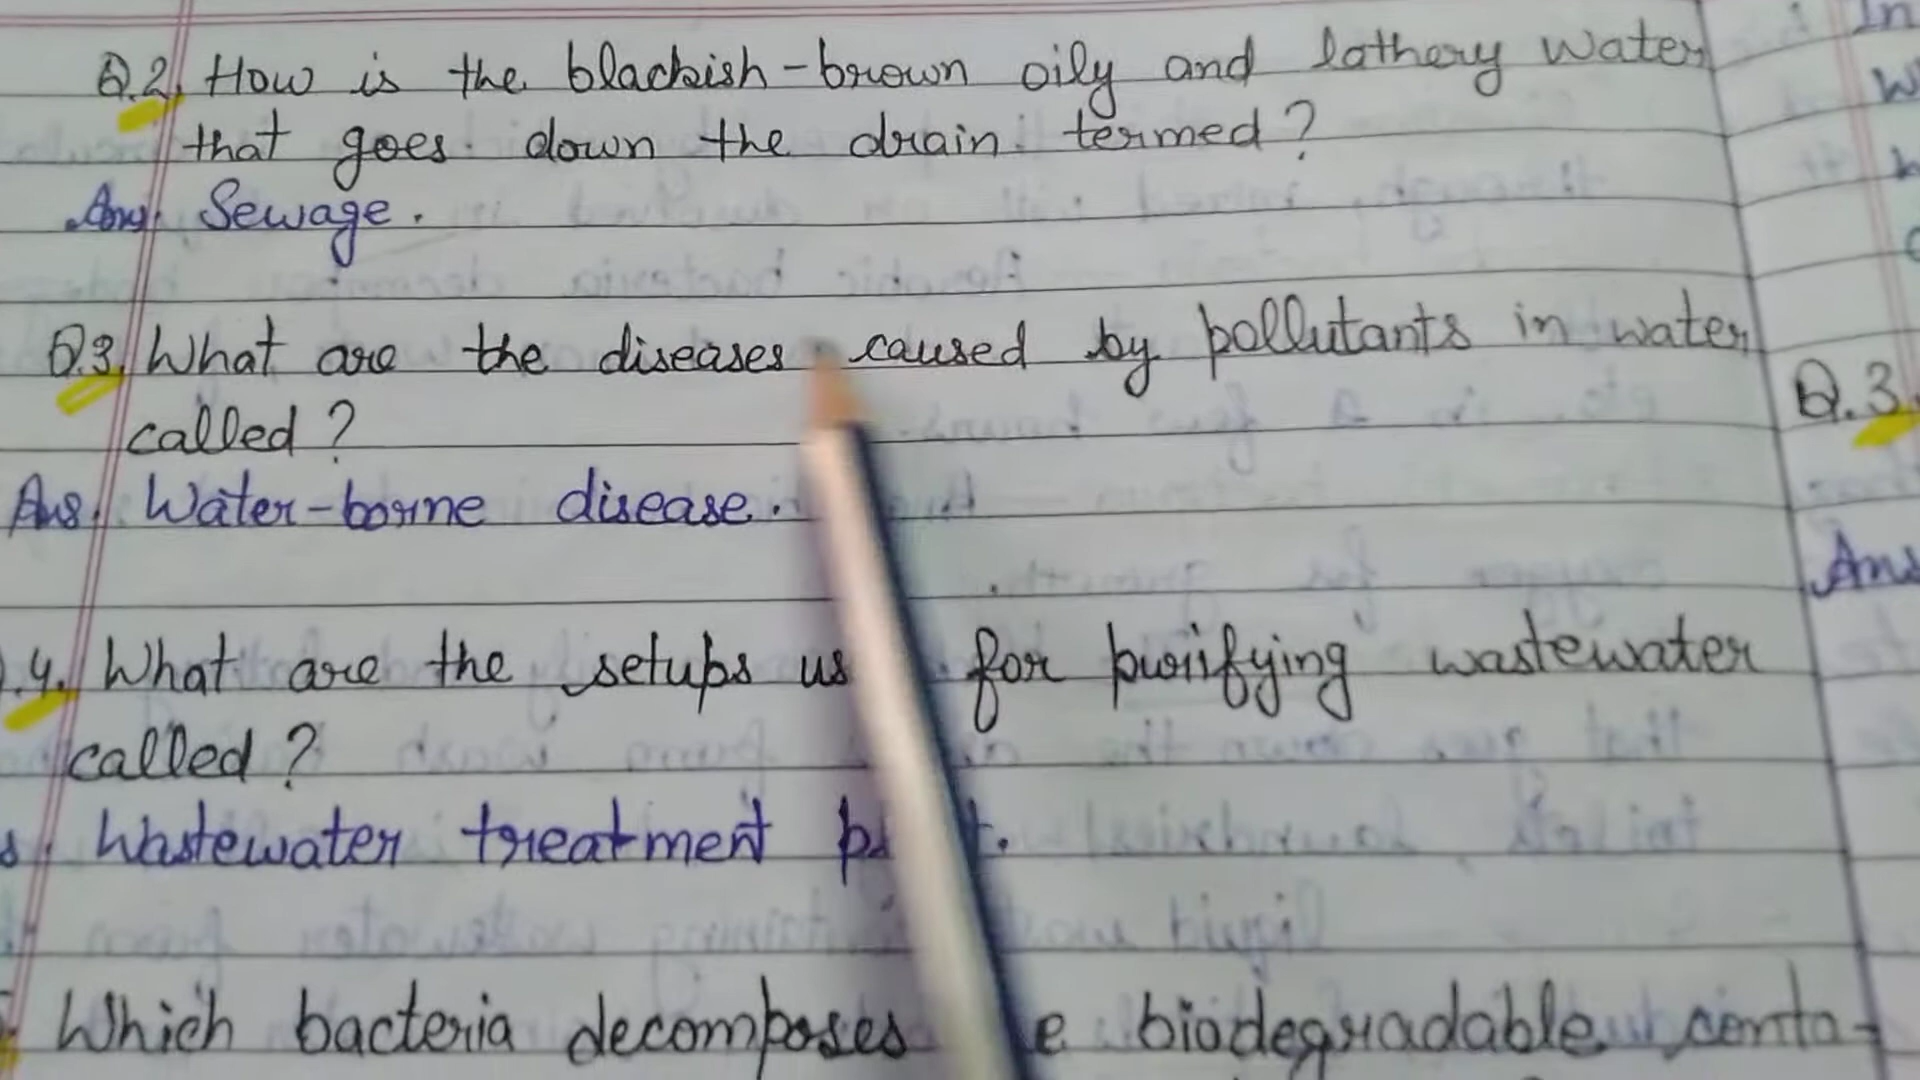 Q.2. How is the blackish-brown oily and lathery water
that goes down the drain termed?
Ans. Sewage.
Q.3. What are the diseases caused by pollutants in water
called?
Ans. Water-borne disease.
.4. What are the setups us for purifying wastewater
called?
s. Wastewater treatment p t.
Which bacteria decomposes e biodegradable conta-
In
Q.3.
Ans